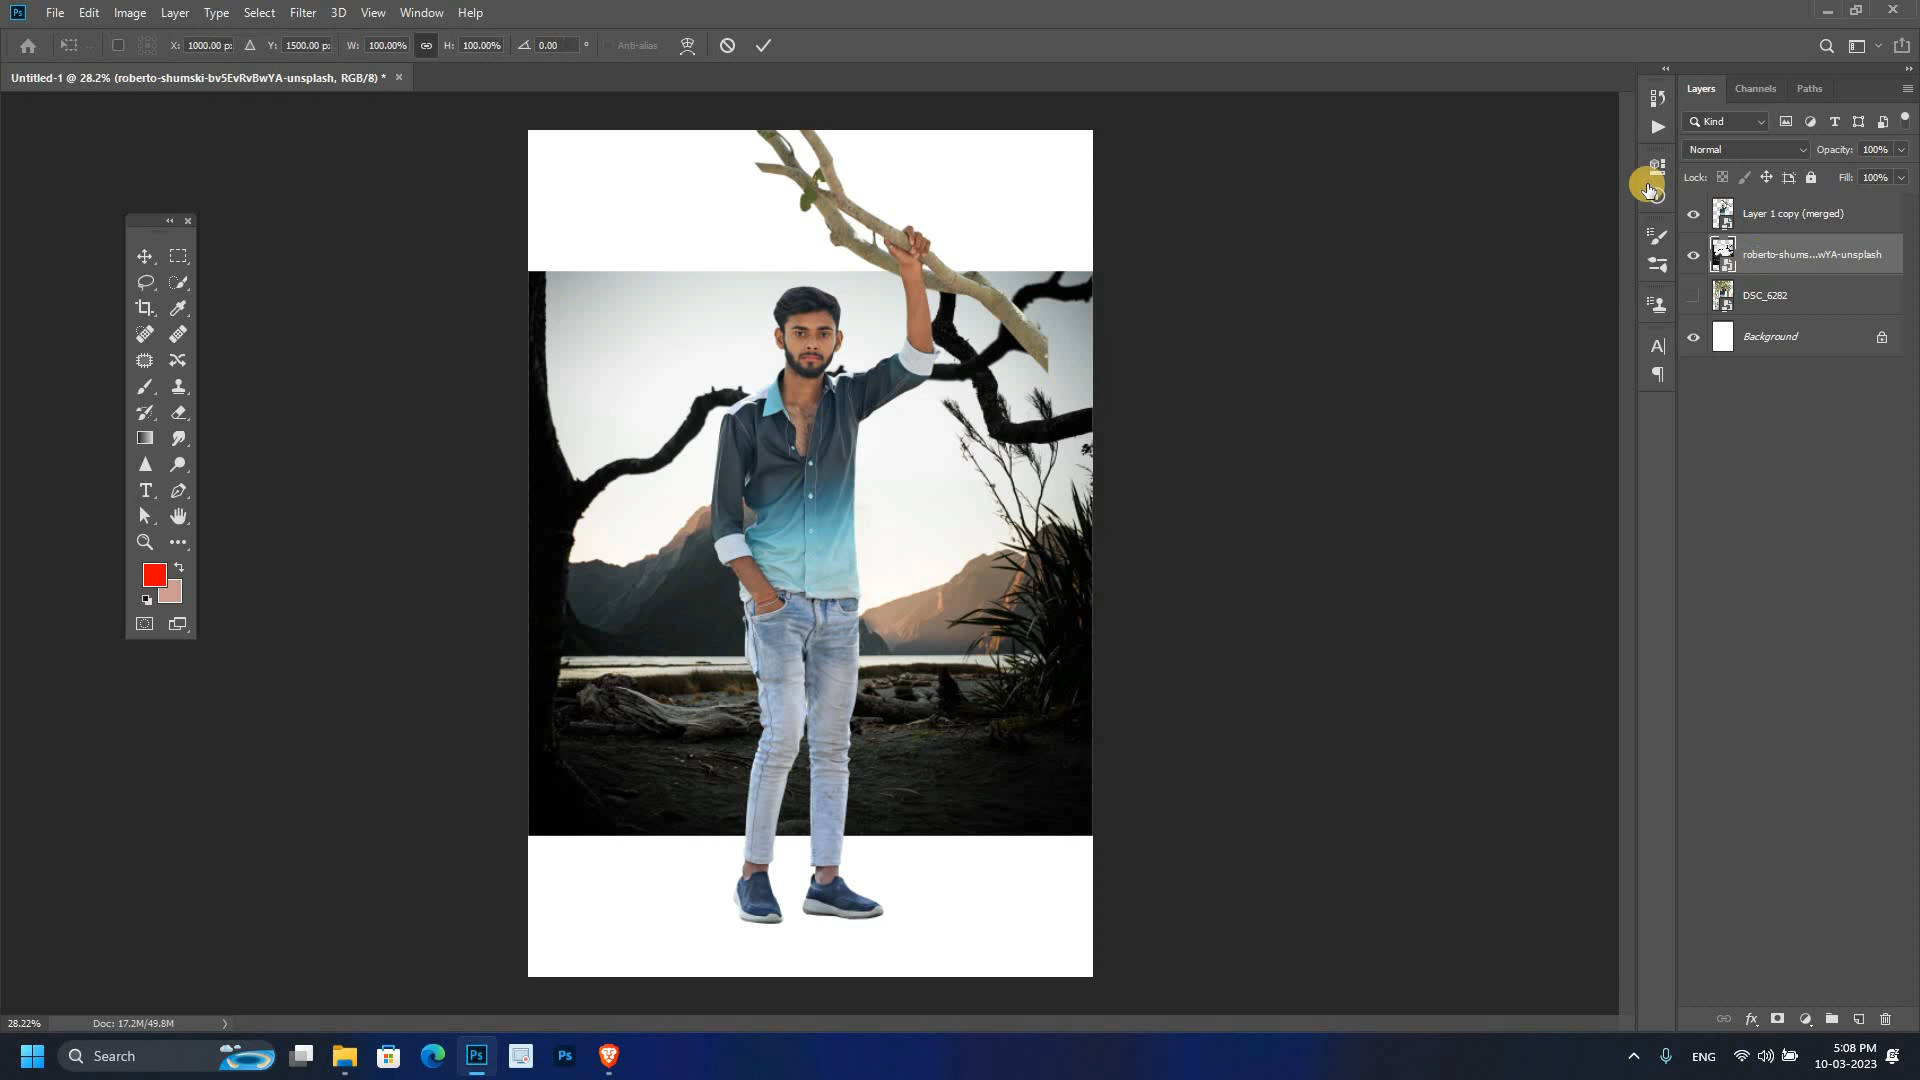 Ps File Edit Image Layer Type Select Filter 3D View Window Help
X: 1000.00 p: Y: 1500.00 p: W: 100.00% H: 100.00% 0.00 ° Anti-alias
Untitled-1 @ 28.2% (roberto-shumski-bv5EvRvBwYA-unsplash, RGB/8) * ×
Layers Channels Paths
Kind
Normal Opacity: 100%
Lock: Fill: 100%
Layer 1 copy (merged)
roberto-shums...wYA-unsplash
DSC_6282
Background
28.22% Doc: 17.2M/49.8M
Search
Ps
Ps
ENG
5:08 PM
10-03-2023